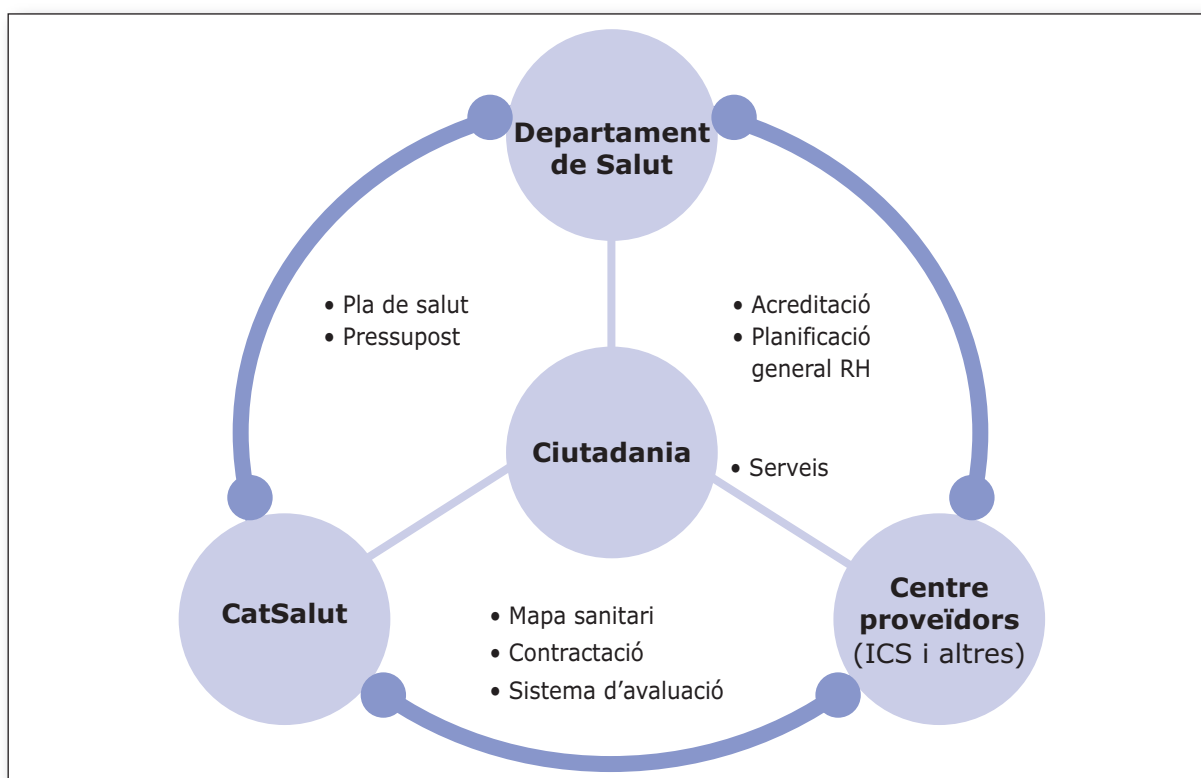 Departament
de Salut
• Pla de salut
• Pressupost
• Acreditació
• Planificació
general RH
Ciutadania
• Serveis
CatSalut
• Mapa sanitari
• Contractació
• Sistema d'avaluació
Centre
proveïdors
(ICS i altres)